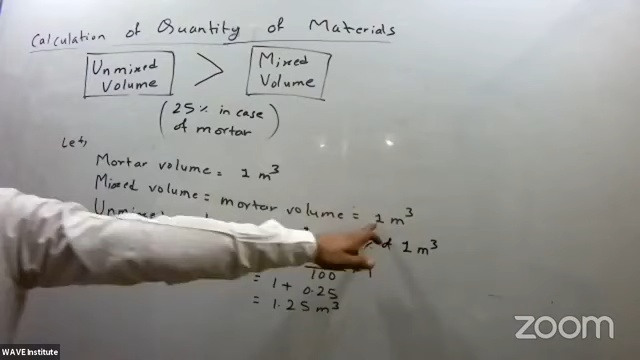 Calculation of Quantity of Materials
Unmixed Volume > Mixed Volume
(25% in case of mortar)
Let,
Mortar volume = 1 m³
Mixed volume = mortar volume = 1 m³
of 1 m³
100
= 1 + 0.25
= 1.25 m³
zoom
WAVE Institute